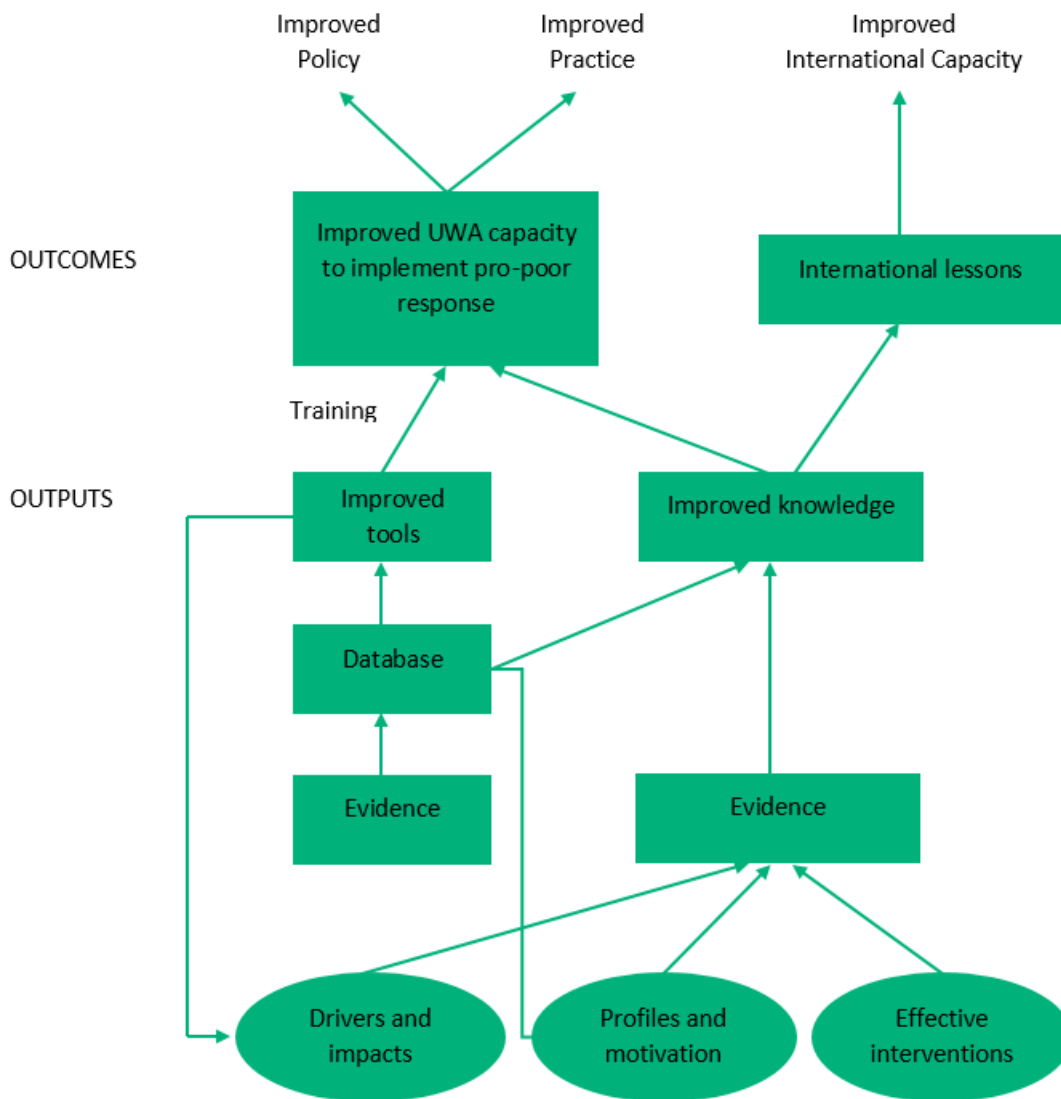 Improved
Policy
Improved
Practice
Improved
International Capacity
OUTCOMES
Improved UWA capacity
to implement pro-poor
response
International lessons
Training
OUTPUTS
Improved
tools
Improved knowledge
Database
Evidence
Evidence
Drivers and
impacts
Profiles and
motivation
Effective
interventions